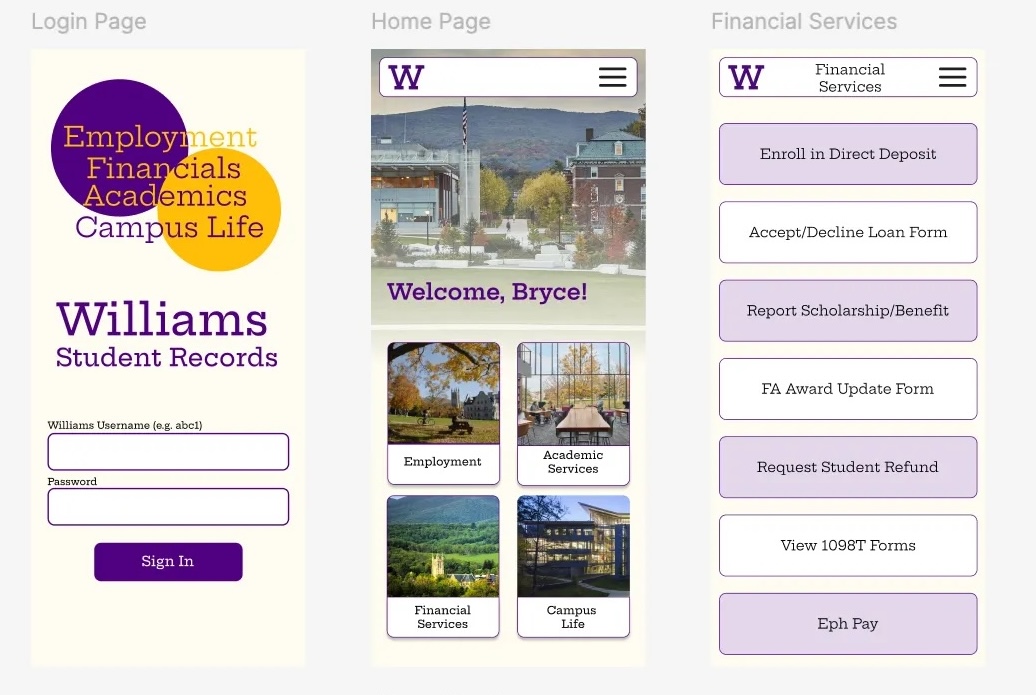 Login Page
Employment
Financials
Academics
Campus Life
Williams
Student Records
Williams Username (e.g. abc1)
Password
Sign In
Home Page
W
Welcome, Bryce!
Employment
Academic
Services
Financial
Services
Campus
Life
Financial Services
W
Financial
Services
Enroll in Direct Deposit
Accept/Decline Loan Form
Report Scholarship/Benefit
FA Award Update Form
Request Student Refund
View 1098T Forms
Eph Pay